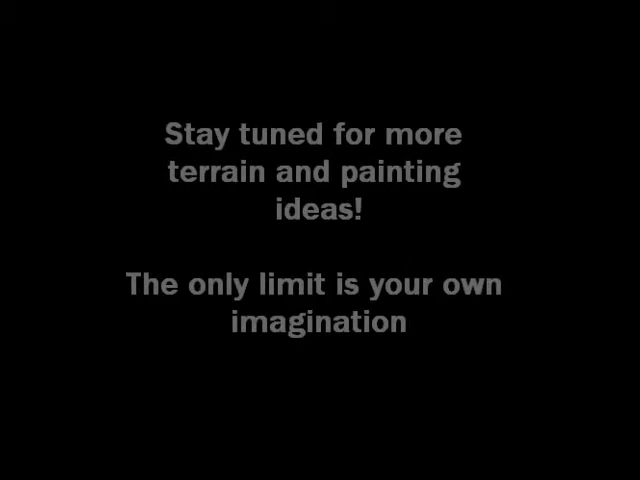 Stay tuned for more
terrain and painting
ideas!
The only limit is your own
imagination